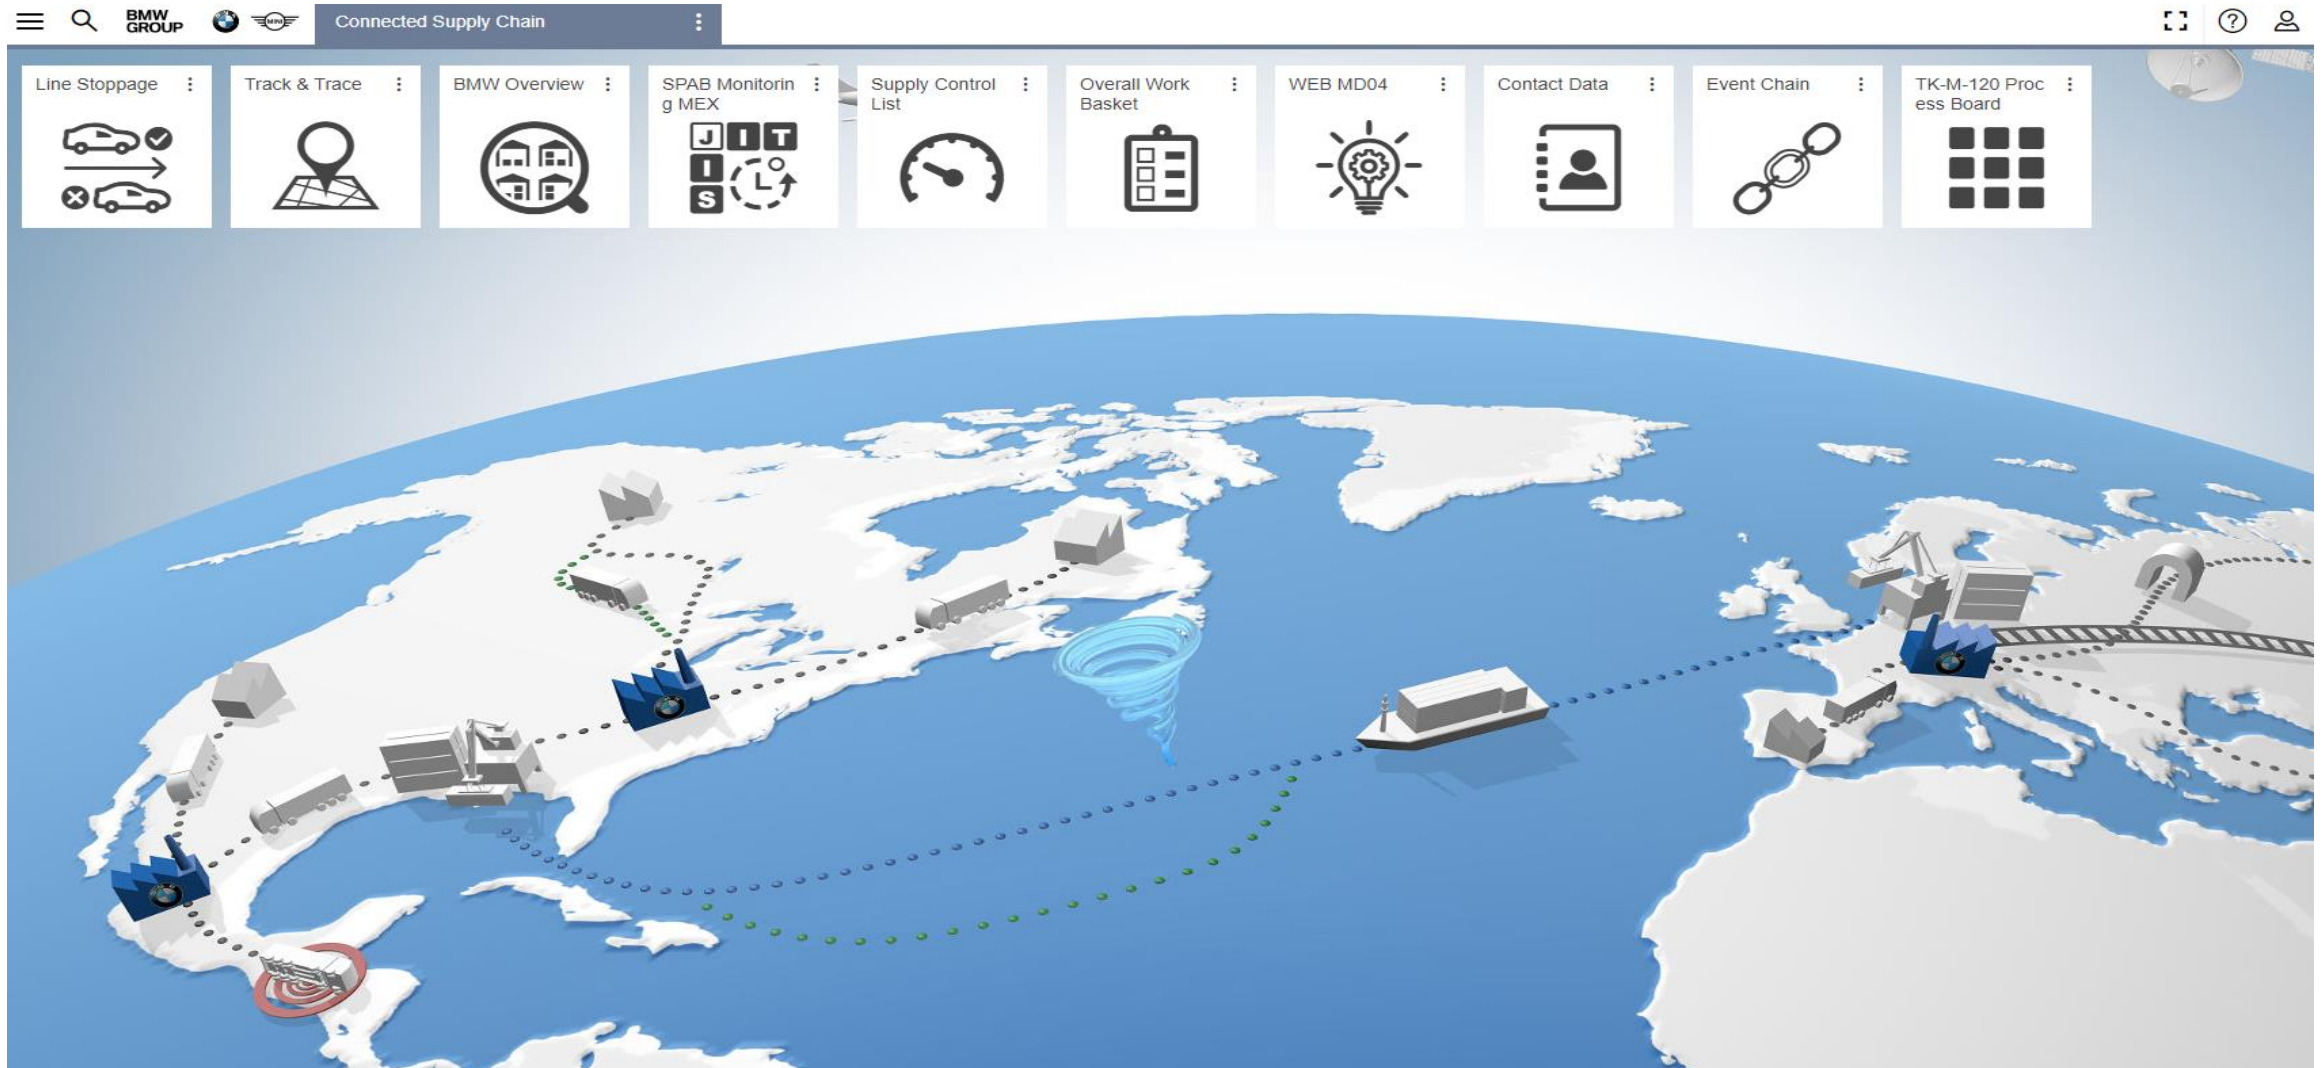 BMW
GROUP
MINI
Connected Supply Chain
Line Stoppage
Track & Trace
BMW Overview
SPAB Monitorin
g MEX
Supply Control
List
Overall Work
Basket
WEB MD04
Contact Data
Event Chain
TK-M-120 Proc
ess Board
J I T
I
S